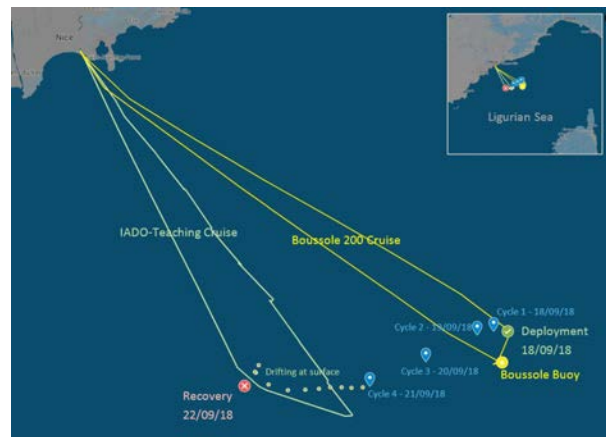 Nice
Ligurian Sea
IADO-Teaching Cruise
Boussole 200 Cruise
Cycle 1 - 18/09/18
Cycle 2 - 19/09/18
Deployment
18/09/18
Cycle 3 - 20/09/18
Boussole Buoy
Drifting at surface
Recovery
22/09/18
Cycle 4 - 21/09/18